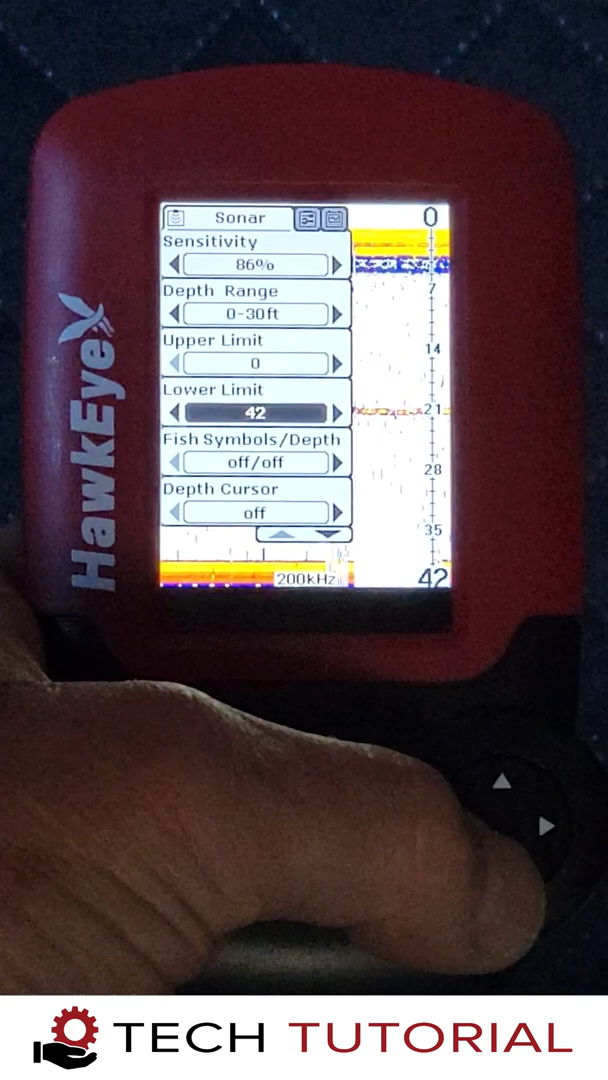 HawkEye
Sonar
Sensitivity
86%
Depth Range
0-30ft
Upper Limit
0
Lower Limit
42
Fish Symbols/Depth
off/off
Depth Cursor
off
200kHz
0
7
14
21
28
35
42
TECH TUTORIAL